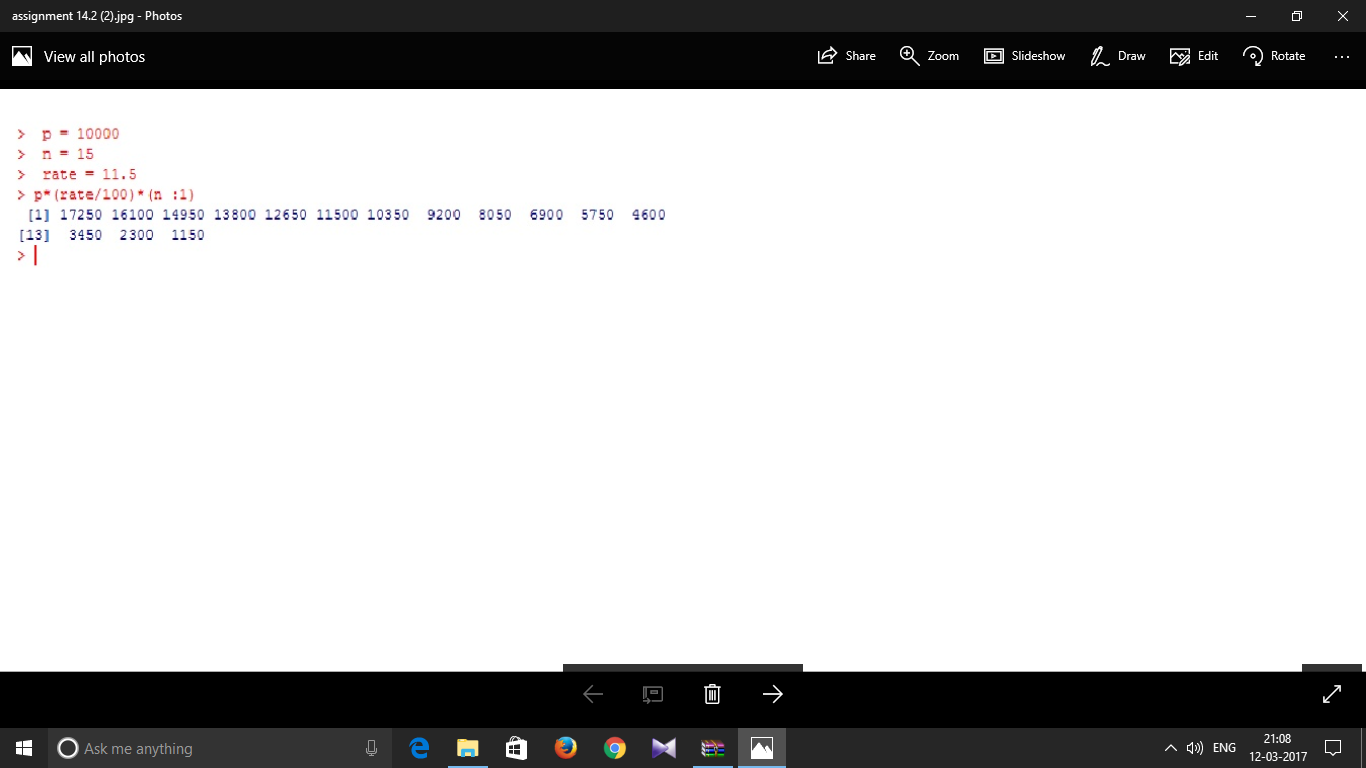 assignment 14.2 (2).jpg - Photos
View all photos
Share Zoom Slideshow Draw Edit Rotate ...
> p = 10000
> n = 15
> rate = 11.5
> p*(rate/100)*(n :1)
[1] 17250 16100 14950 13800 12650 11500 10350 9200 8050 6900 5750 4600
[13] 3450 2300 1150
>
Ask me anything
ENG
21:08
12-03-2017